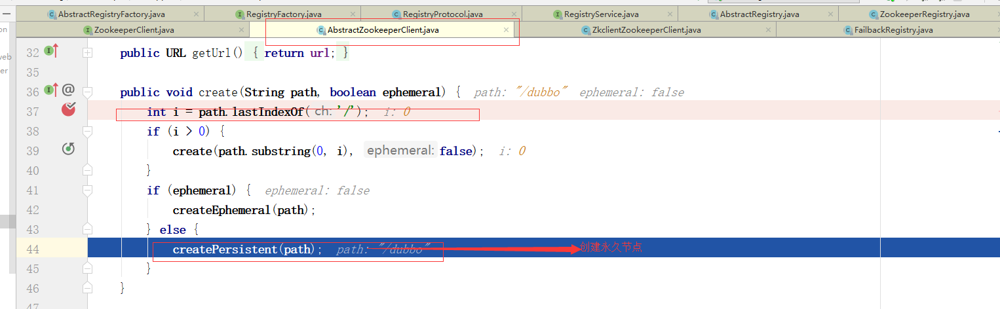 AbstractRegistryFactory.java × RegistryFactory.java × RegistryProtocol.java × RegistryService.java × AbstractRegistry.java × ZookeeperRegistry.java
on ZookeeperClient.java × AbstractZookeeperClient.java × ZkclientZookeeperClient.java × FailbackRegistry.java
32 public URL getUrl() { return url; }
web
er
35
36 @ public void create(String path, boolean ephemeral) { path: "/dubbo" ephemeral: false
37 int i = path.lastIndexOf( ch: '/'); i: 0
38 if (i > 0) {
39 create(path.substring(0, i), ephemeral: false); i: 0
40 }
41 if (ephemeral) { ephemeral: false
42 createEphemeral(path);
43 } else {
44 createPersistent(path); path: "/dubbo" 创建永久节点
45 }
46 }
47